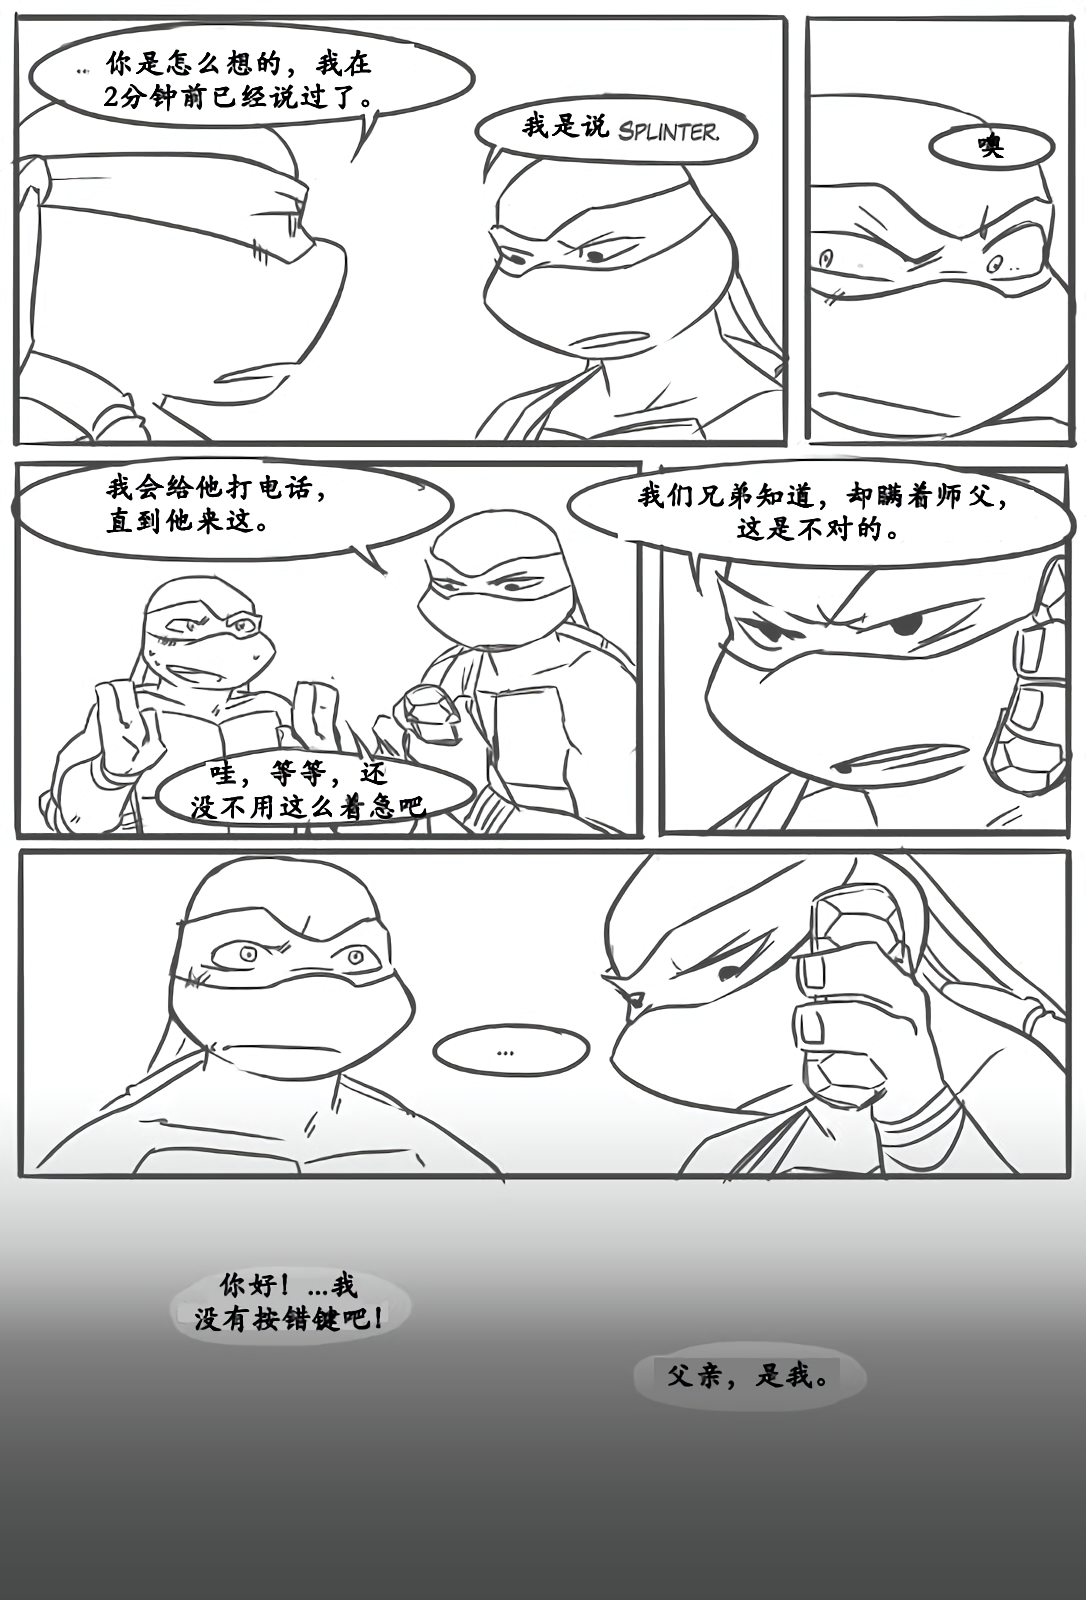 ... 你是怎么想的，我在
2分钟前已经说过了。
我是说 SPLINTER.
噢
我会给他打电话，
直到他来这。
哇，等等，还
没不用这么着急吧
我们兄弟知道，却瞒着师父，
这是不对的。
...
你好！...我
没有按错键吧！
父亲，是我。